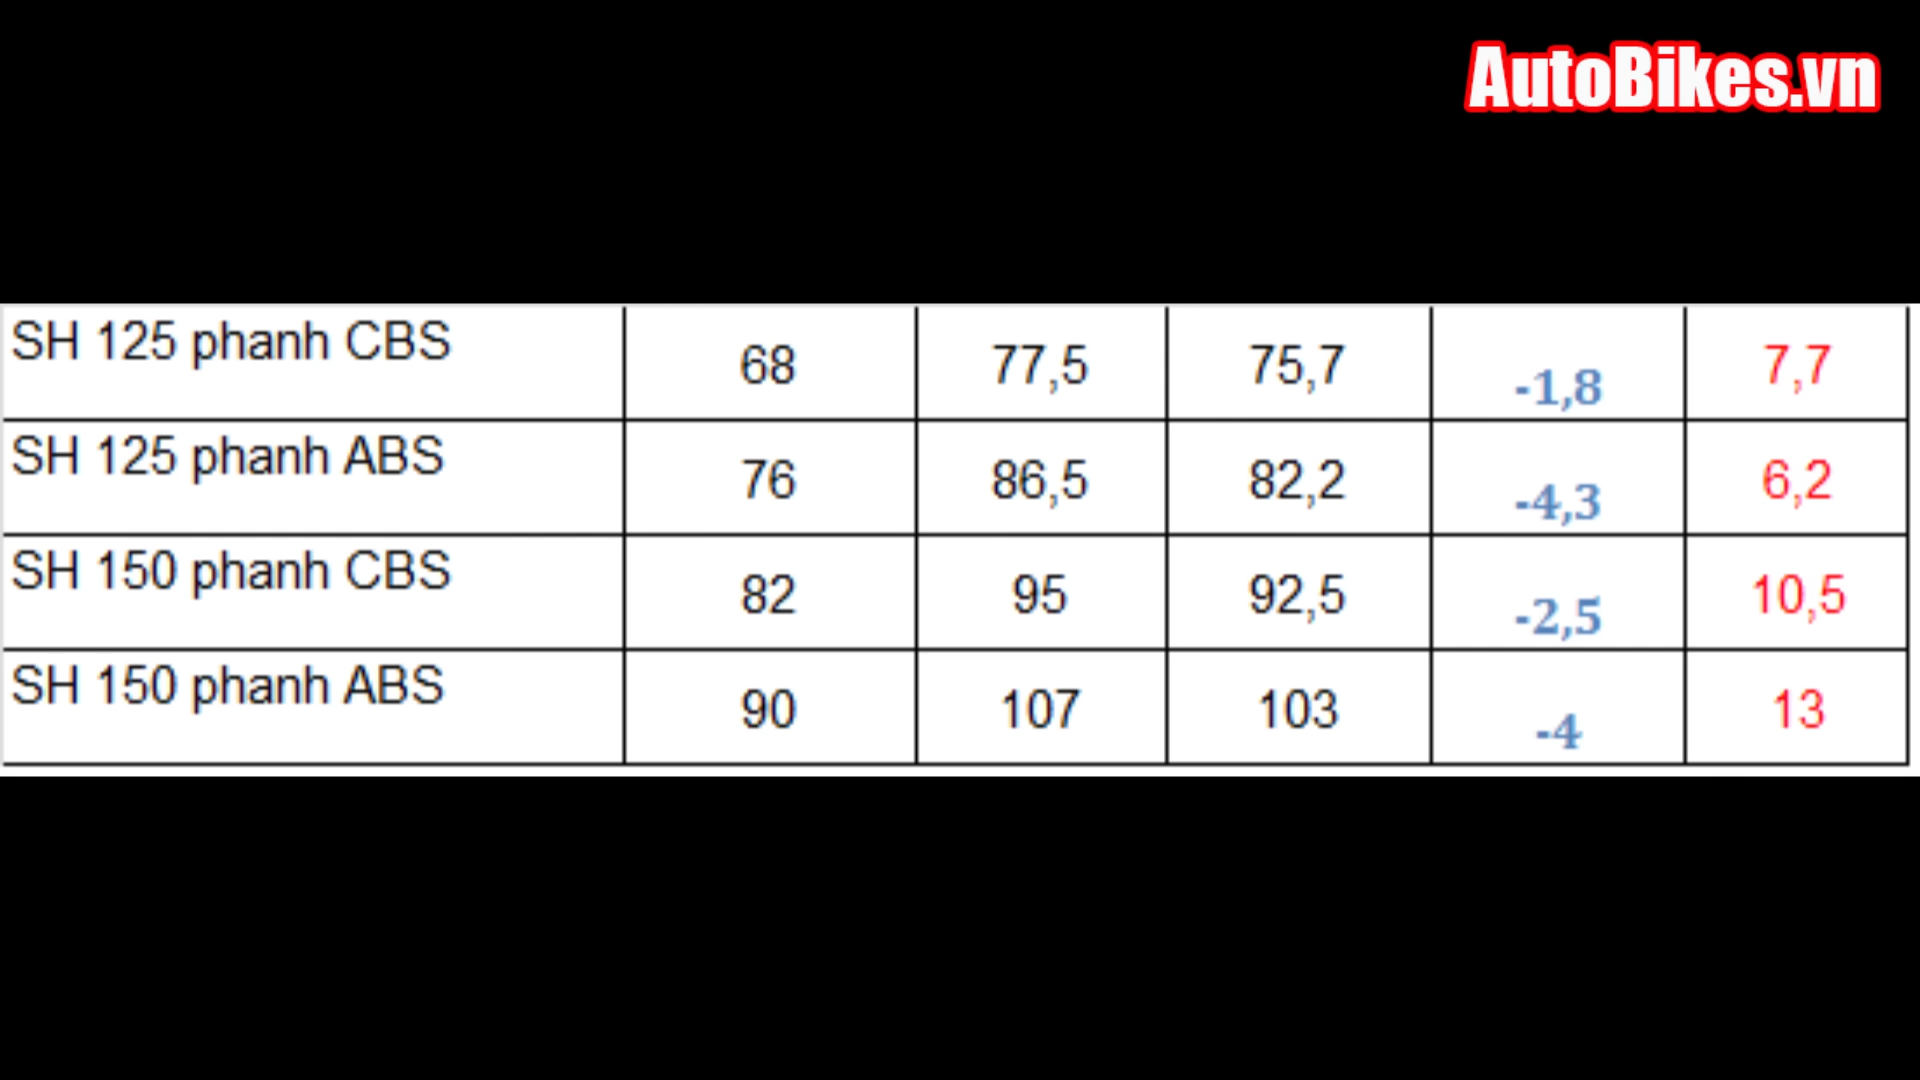 AutoBikes.vn
SH 125 phanh CBS 68 77,5 75,7 -1,8 7,7
SH 125 phanh ABS 76 86,5 82,2 -4,3 6,2
SH 150 phanh CBS 82 95 92,5 -2,5 10,5
SH 150 phanh ABS 90 107 103 -4 13